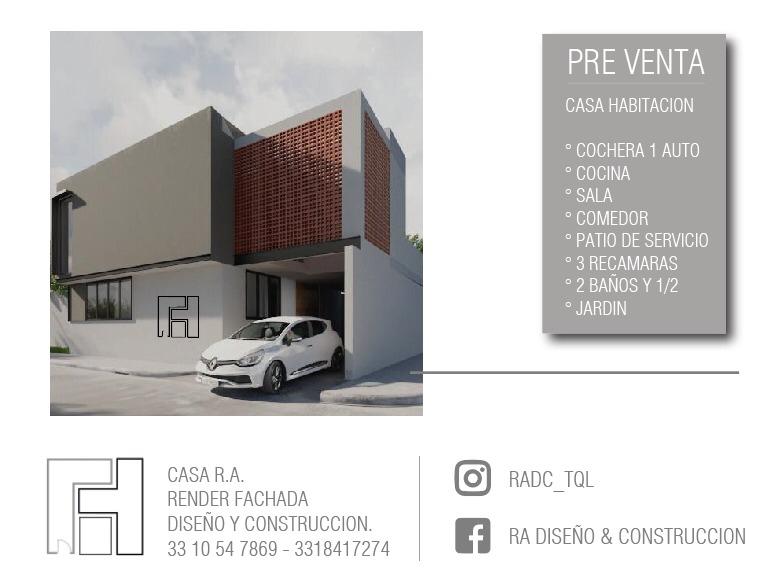 PRE VENTA
CASA HABITACION
° COCHERA 1 AUTO
° COCINA
° SALA
° COMEDOR
° PATIO DE SERVICIO
° 3 RECAMARAS
° 2 BAÑOS Y 1/2
° JARDIN
CASA R.A.
RENDER FACHADA
DISEÑO Y CONSTRUCCION.
33 10 54 7869 - 3318417274
RADC_TQL
RA DISEÑO & CONSTRUCCION